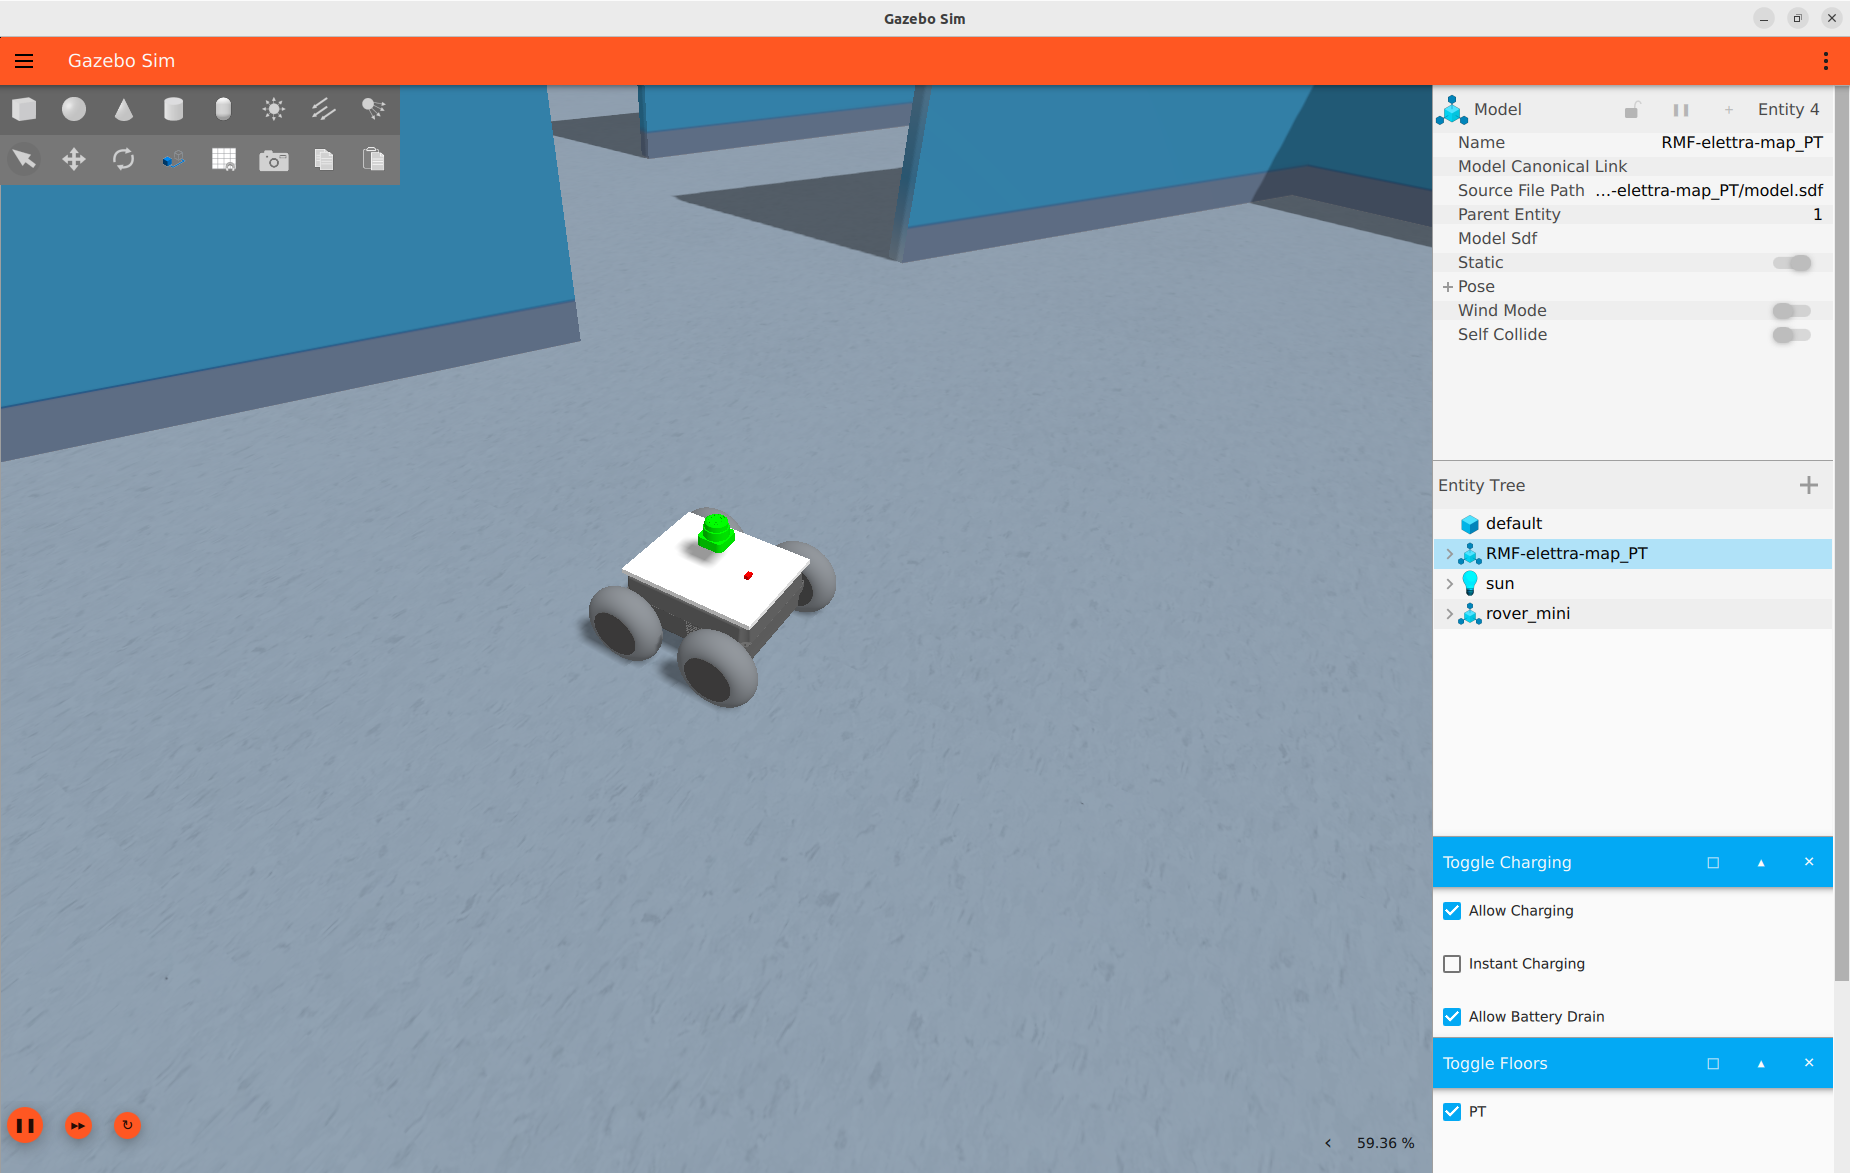 Gazebo Sim
Gazebo Sim
Model Entity 4
Name RMF-elettra-map_PT
Model Canonical Link
Source File Path ...-elettra-map_PT/model.sdf
Parent Entity 1
Model Sdf
Static
Pose
Wind Mode
Self Collide
Entity Tree
default
RMF-elettra-map_PT
sun
rover_mini
Toggle Charging
Allow Charging
Instant Charging
Allow Battery Drain
Toggle Floors
PT
59.36 %